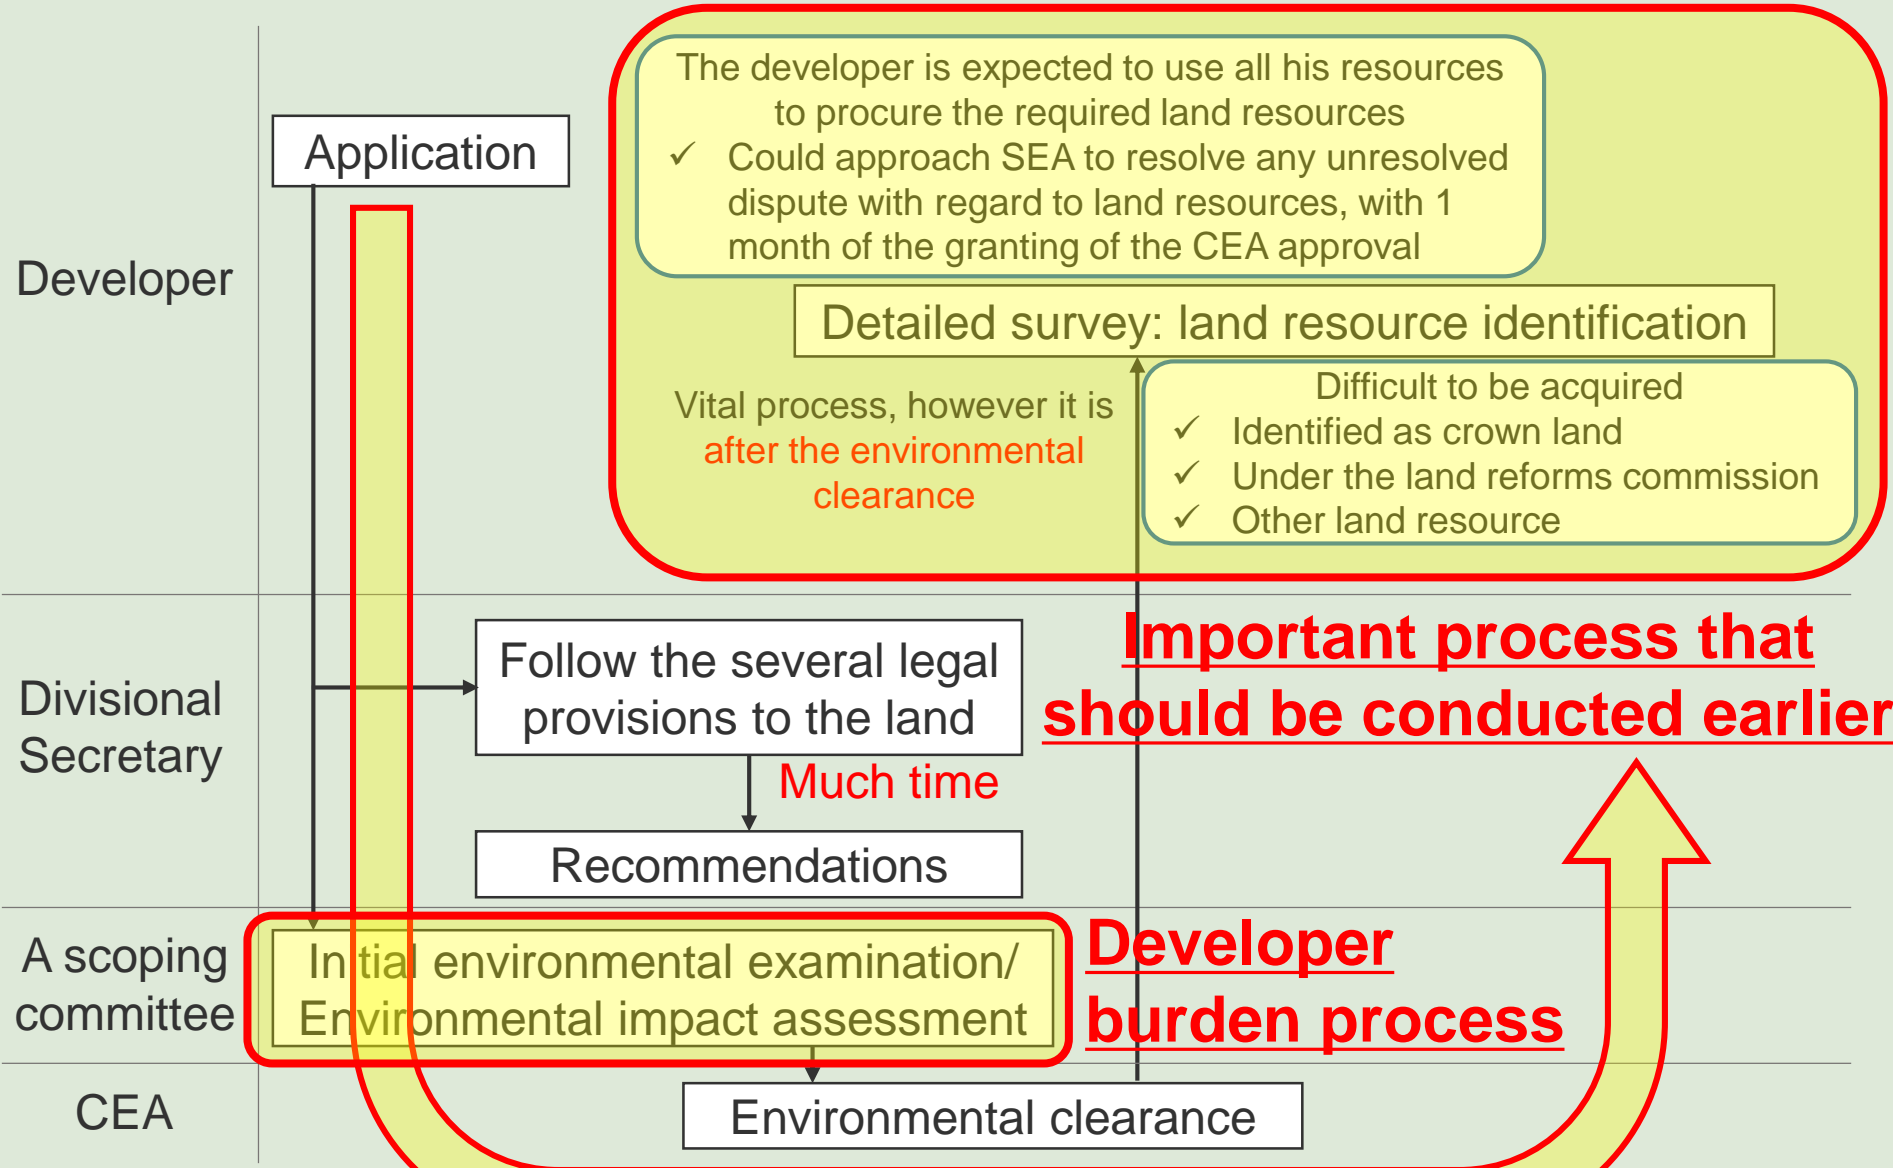 Developer
Application
The developer is expected to use all his resources
to procure the required land resources
✓ Could approach SEA to resolve any unresolved
dispute with regard to land resources, with 1
month of the granting of the CEA approval
Detailed survey: land resource identification
Vital process, however it is
after the environmental
clearance
Difficult to be acquired
✓ Identified as crown land
✓ Under the land reforms commission
✓ Other land resource
Divisional
Secretary
Follow the several legal
provisions to the land
Much time
Recommendations
Important process that
should be conducted earlier
A scoping
committee
Initial environmental examination/
Environmental impact assessment
Developer
burden process
CEA
Environmental clearance